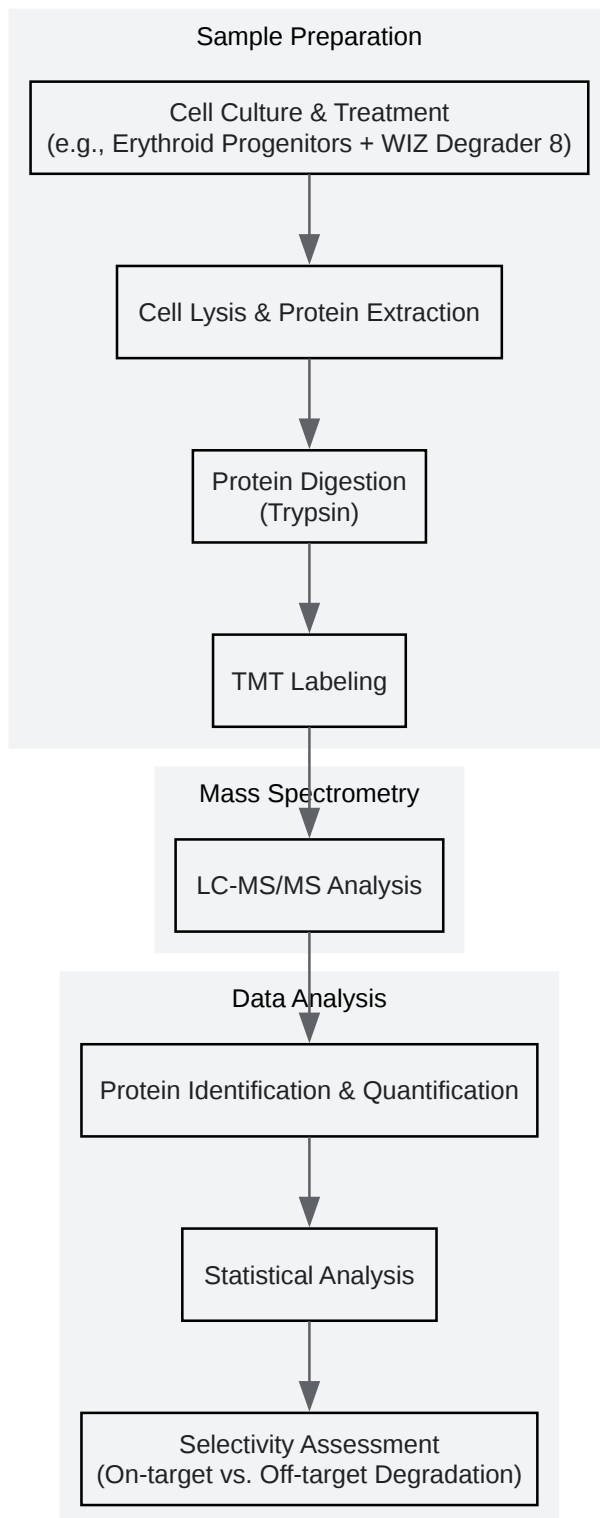 Sample Preparation
Cell Culture & Treatment
(e.g., Erythroid Progenitors + WIZ Degrader 8)
Cell Lysis & Protein Extraction
Protein Digestion
(Trypsin)
TMT Labeling
Mass Spectrometry
LC-MS/MS Analysis
Data Analysis
Protein Identification & Quantification
Statistical Analysis
Selectivity Assessment
(On-target vs. Off-target Degradation)